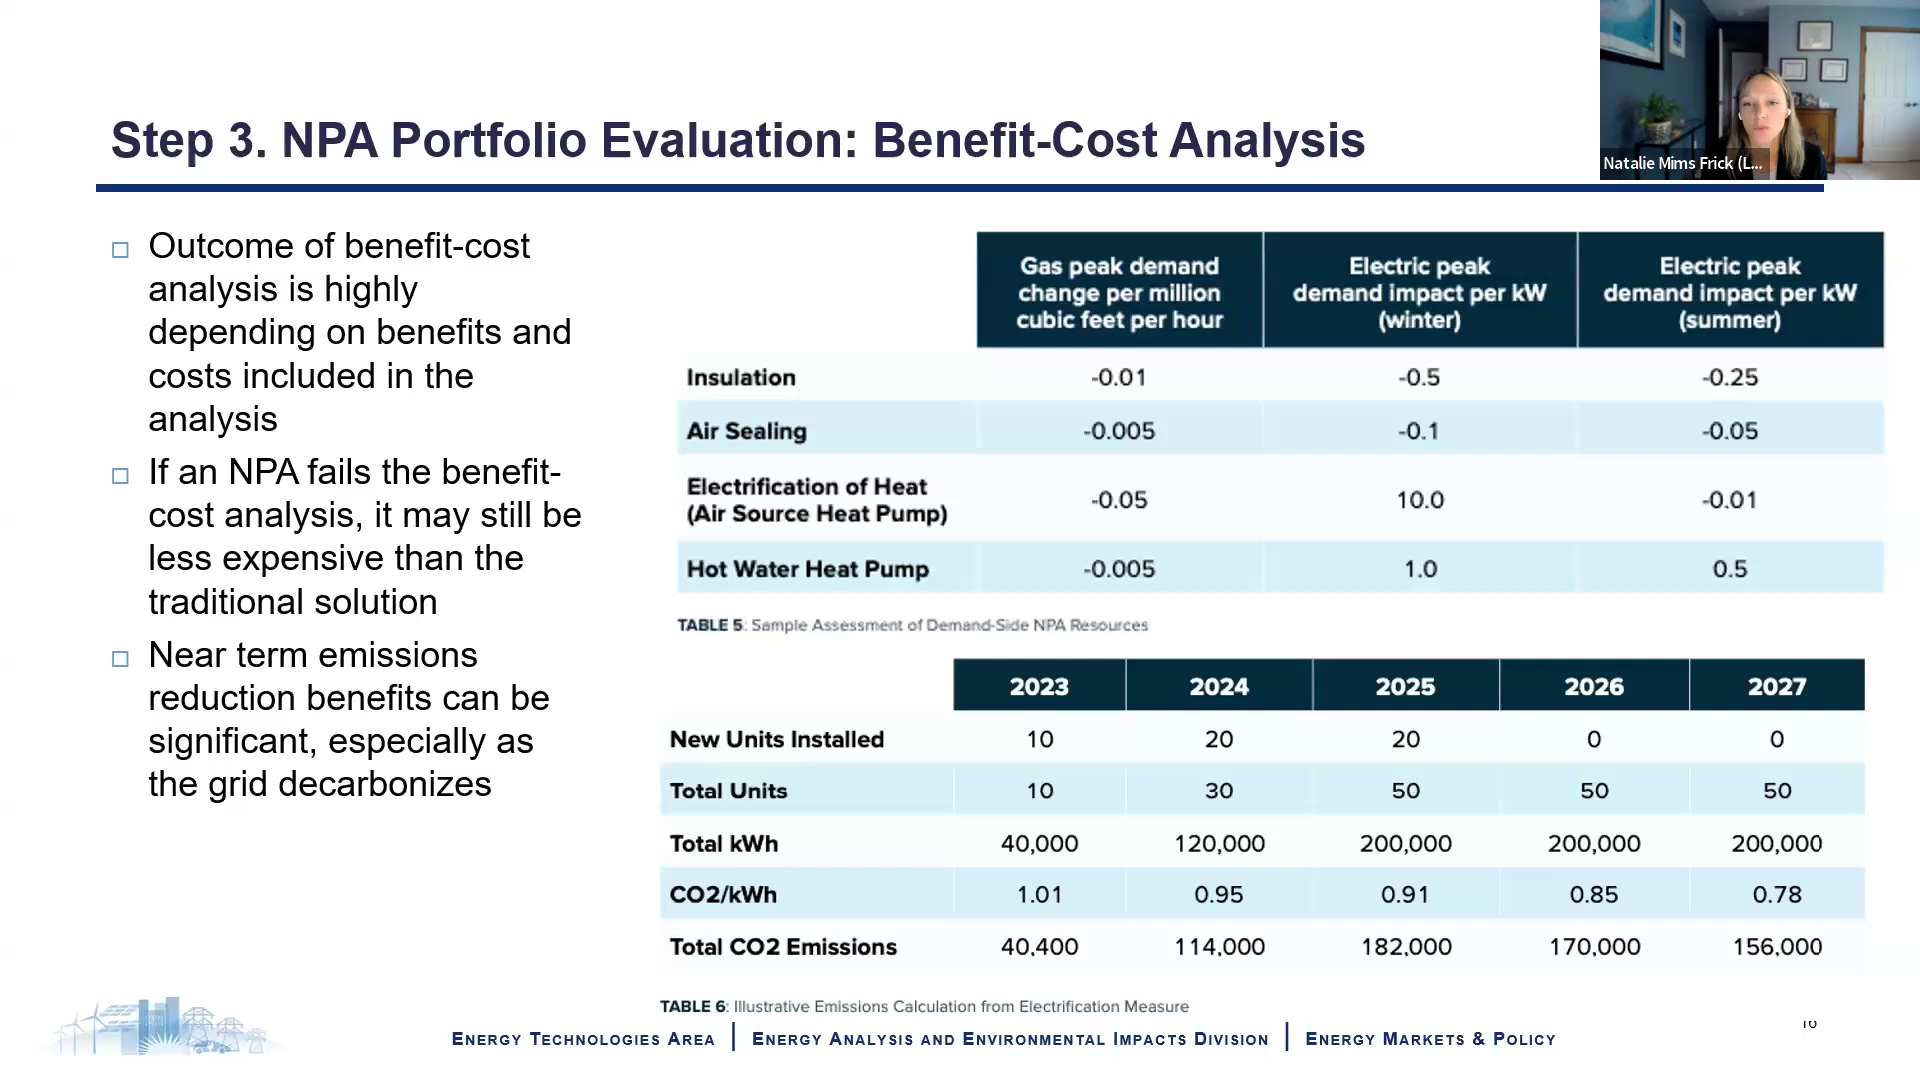 Natalie Mims Frick (L...
Step 3. NPA Portfolio Evaluation: Benefit-Cost Analysis
Outcome of benefit-cost
analysis is highly
depending on benefits and
costs included in the
analysis
If an NPA fails the benefit-
cost analysis, it may still be
less expensive than the
traditional solution
Near term emissions
reduction benefits can be
significant, especially as
the grid decarbonizes
Gas peak demand
change per million
cubic feet per hour
Electric peak
demand impact per kW
(winter)
Electric peak
demand impact per kW
(summer)
Insulation -0.01 -0.5 -0.25
Air Sealing -0.005 -0.1 -0.05
Electrification of Heat
(Air Source Heat Pump) -0.05 10.0 -0.01
Hot Water Heat Pump -0.005 1.0 0.5
TABLE 5: Sample Assessment of Demand-Side NPA Resources
2023 2024 2025 2026 2027
New Units Installed 10 20 20 0 0
Total Units 10 30 50 50 50
Total kWh 40,000 120,000 200,000 200,000 200,000
CO2/kWh 1.01 0.95 0.91 0.85 0.78
Total CO2 Emissions 40,400 114,000 182,000 170,000 156,000
TABLE 6: Illustrative Emissions Calculation from Electrification Measure
ENERGY TECHNOLOGIES AREA | ENERGY ANALYSIS AND ENVIRONMENTAL IMPACTS DIVISION | ENERGY MARKETS & POLICY